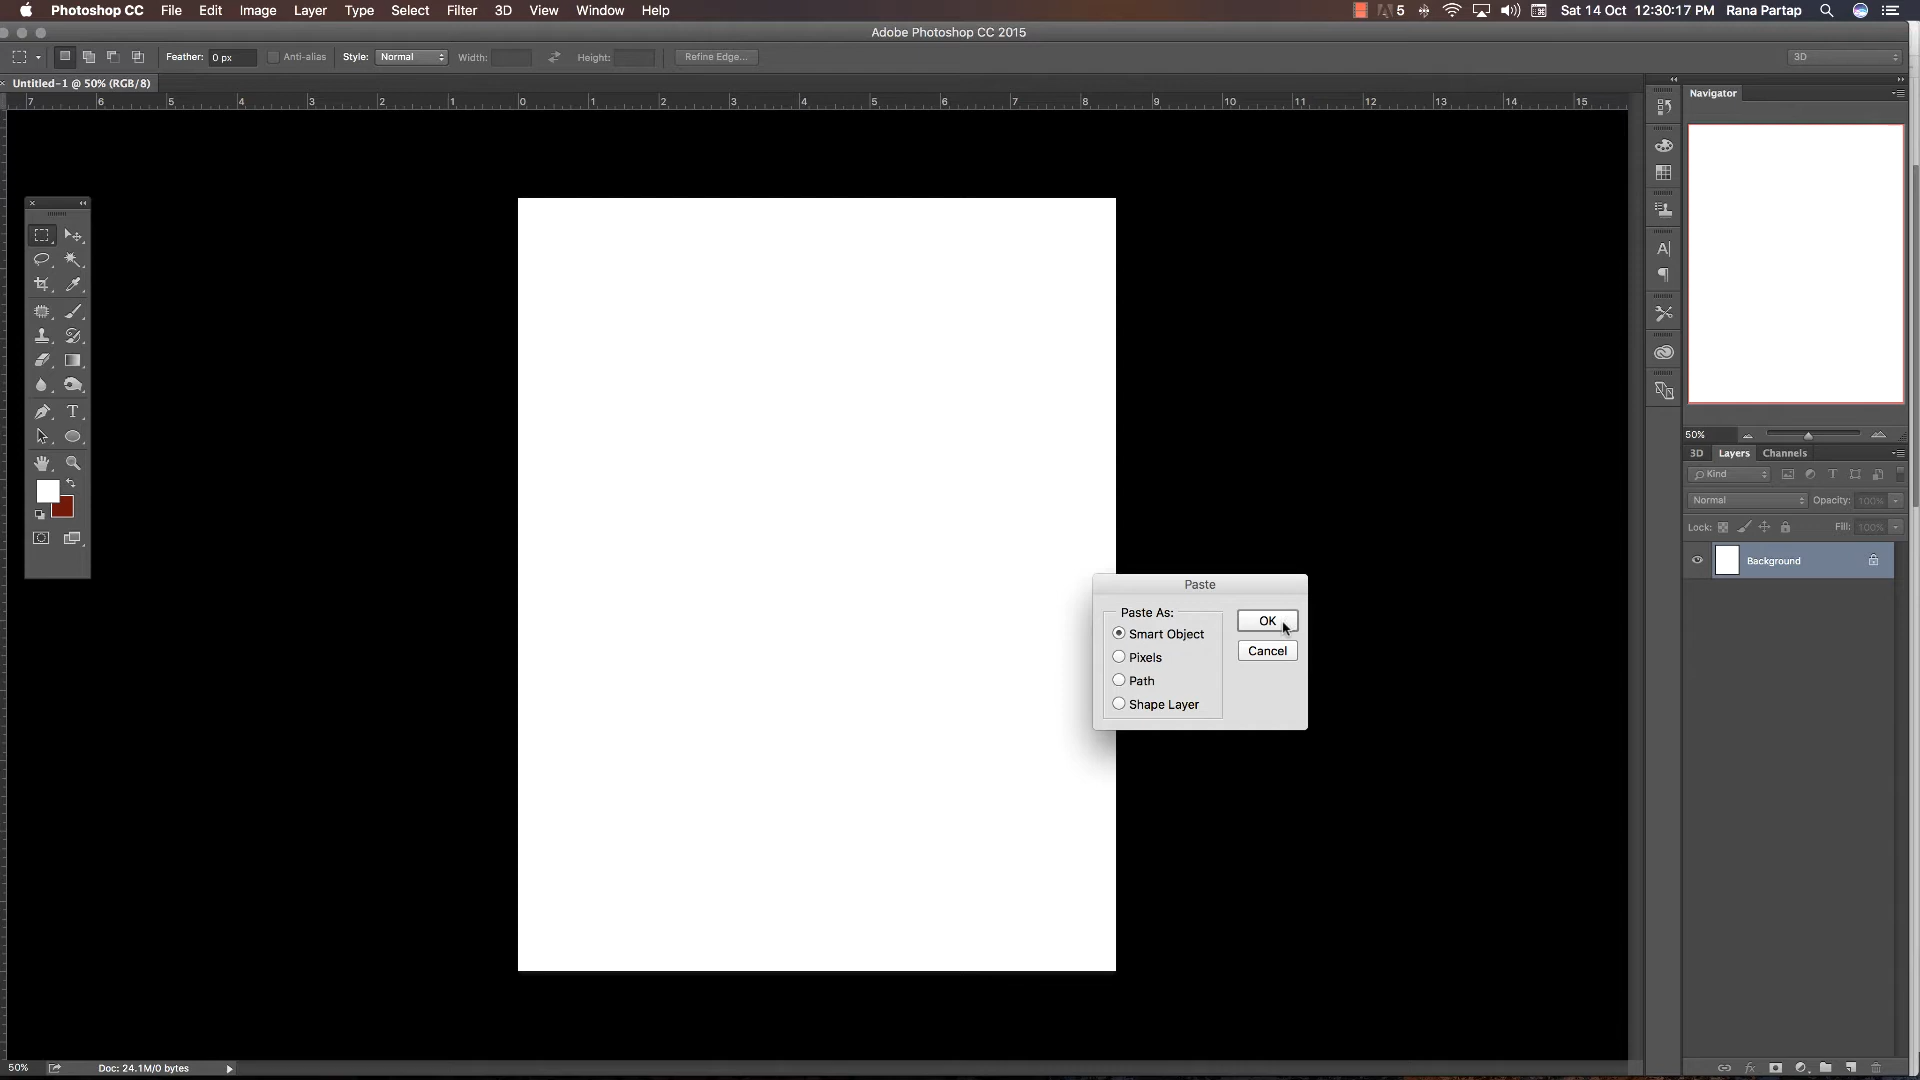 Photoshop CC File Edit Image Layer Type Select Filter 3D View Window Help 5 Sat 14 Oct 12:30:17 PM Rana Partap
Adobe Photoshop CC 2015
Feather: 0 px Anti-alias Style: Normal Width: Height: Refine Edge... 3D
Untitled-1 @ 50% (RGB/8)
7 6 5 4 3 2 1 0 1 2 3 4 5 6 7 8 9 10 11 12 13 14 15
Navigator
50%
3D Layers Channels
Kind
Normal Opacity: 100%
Lock: Fill: 100%
Background
Paste
Paste As:
Smart Object
Pixels
Path
Shape Layer
OK
Cancel
50% Doc: 24.1M/0 bytes